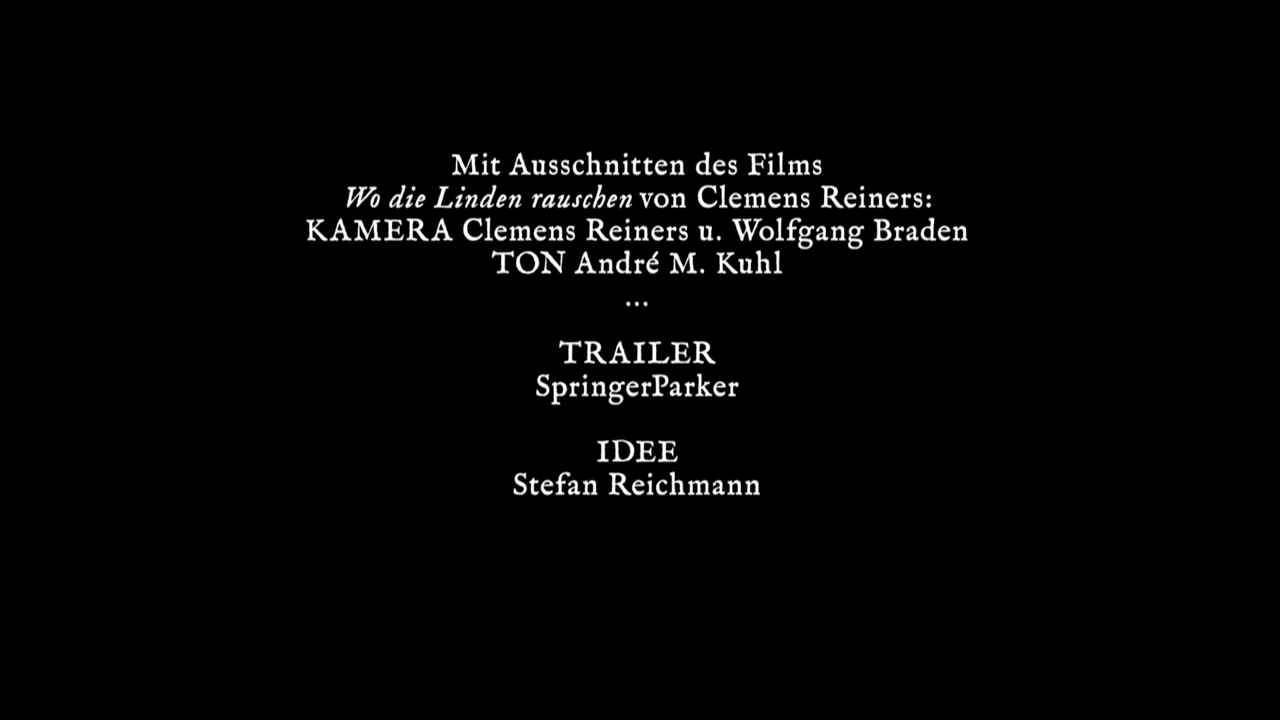 Mit Ausschnitten des Films
Wo die Linden rauschen von Clemens Reiners:
KAMERA Clemens Reiners u. Wolfgang Braden
TON André M. Kuhl
...
TRAILER
SpringerParker
IDEE
Stefan Reichmann